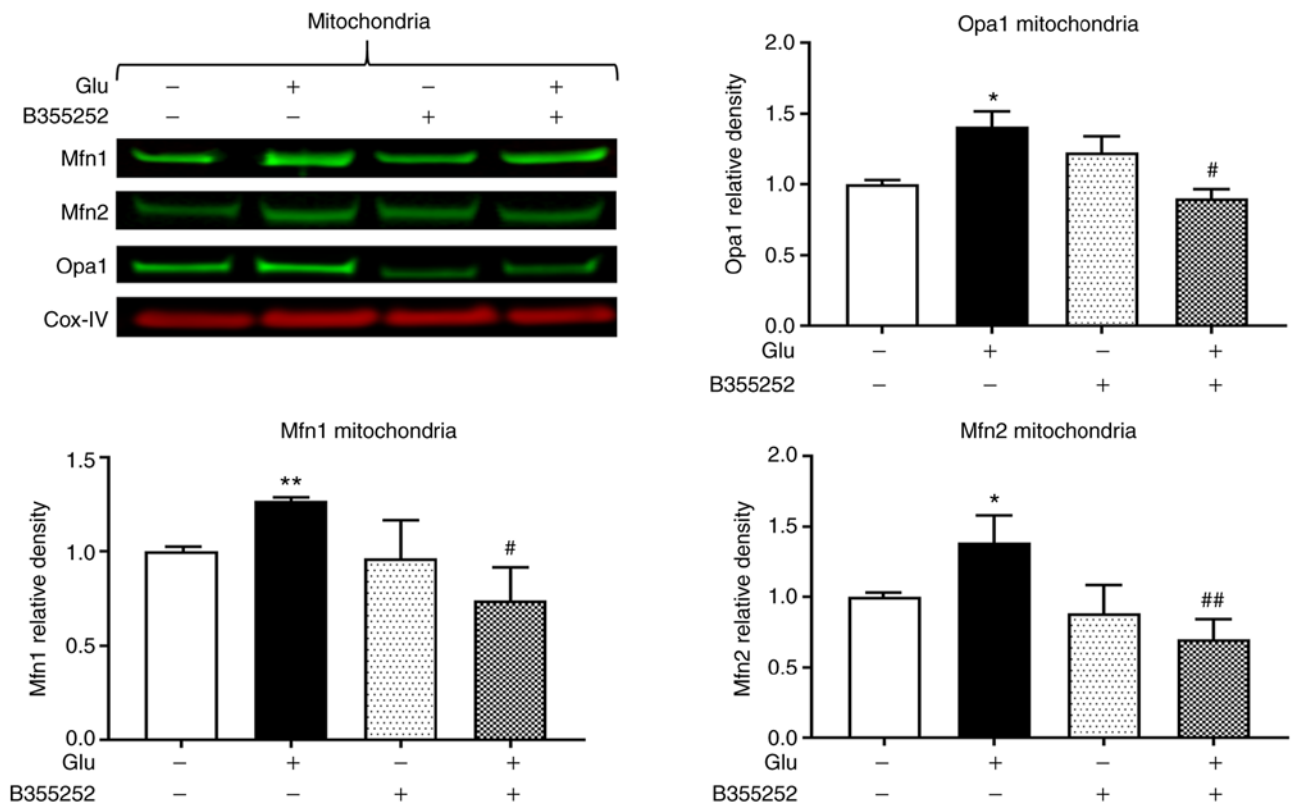 Mitochondria
Glu − + − +
B355252 − − + +
Mfn1
Mfn2
Opa1
Cox-IV
Opa1 mitochondria
Opa1 relative density
2.0
1.5
1.0
0.5
0.0
*
#
Glu − + − +
B355252 − − + +
Mfn1 mitochondria
Mfn1 relative density
1.5
1.0
0.5
0.0
**
#
Glu − + − +
B355252 − − + +
Mfn2 mitochondria
Mfn2 relative density
2.0
1.5
1.0
0.5
0.0
*
##
Glu − + − +
B355252 − − + +